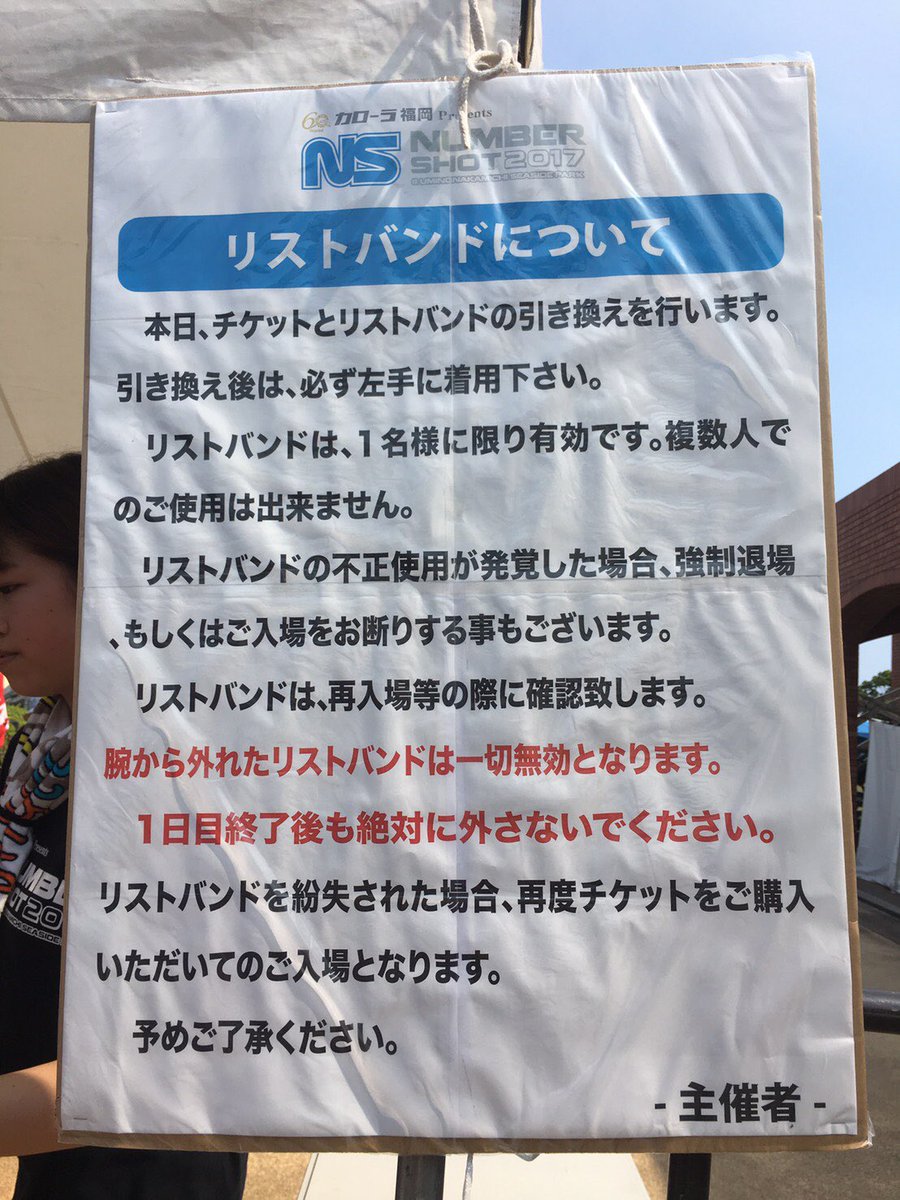 60
カローラ福岡 Presents
NS NUMBER
SHOT2017
UMINO NAKAMICHI SEASIDE PARK
リストバンドについて
本日、チケットとリストバンドの引き換えを行います。
引き換え後は、必ず左手に着用下さい。
リストバンドは、1名様に限り有効です。複数人で
のご使用は出来ません。
リストバンドの不正使用が発覚した場合、強制退場
、もしくはご入場をお断りする事もございます。
リストバンドは、再入場等の際に確認致します。
腕から外れたリストバンドは一切無効となります。
1日目終了後も絶対に外さないでください。
リストバンドを紛失された場合、再度チケットをご購入
いただいてのご入場となります。
予めご了承ください。
- 主催者 -
UMBE
OT20
SEASIDE